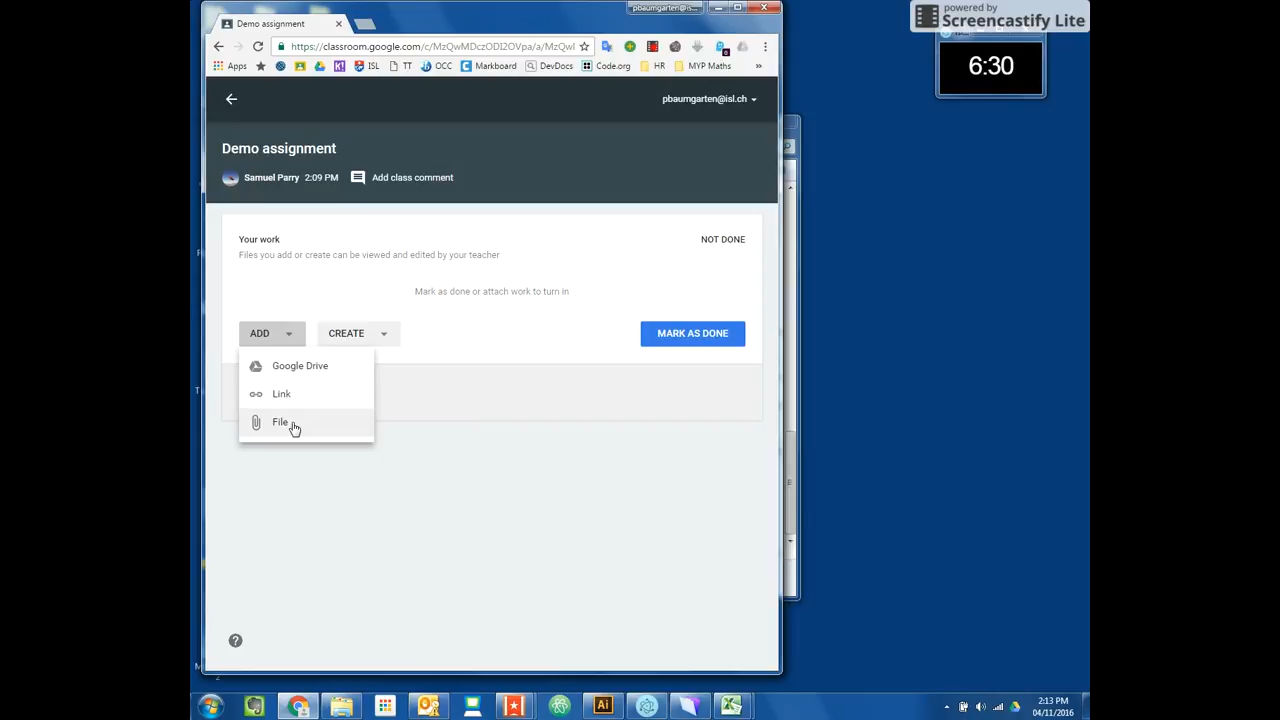 pbaumgarten@is...
powered by
Screencastify Lite
Demo assignment
https://classroom.google.com/c/MzQwMDczODI2OVpa/a/MzQwI
Apps
ISL
TT
OCC
Markboard
DevDocs
Code.org
HR
MYP Maths
»
6:30
pbaumgarten@isl.ch
Demo assignment
Samuel Parry 2:09 PM
Add class comment
Your work
NOT DONE
Files you add or create can be viewed and edited by your teacher
Mark as done or attach work to turn in
ADD
CREATE
MARK AS DONE
Google Drive
Link
File
?
2:13 PM
04/11/2016